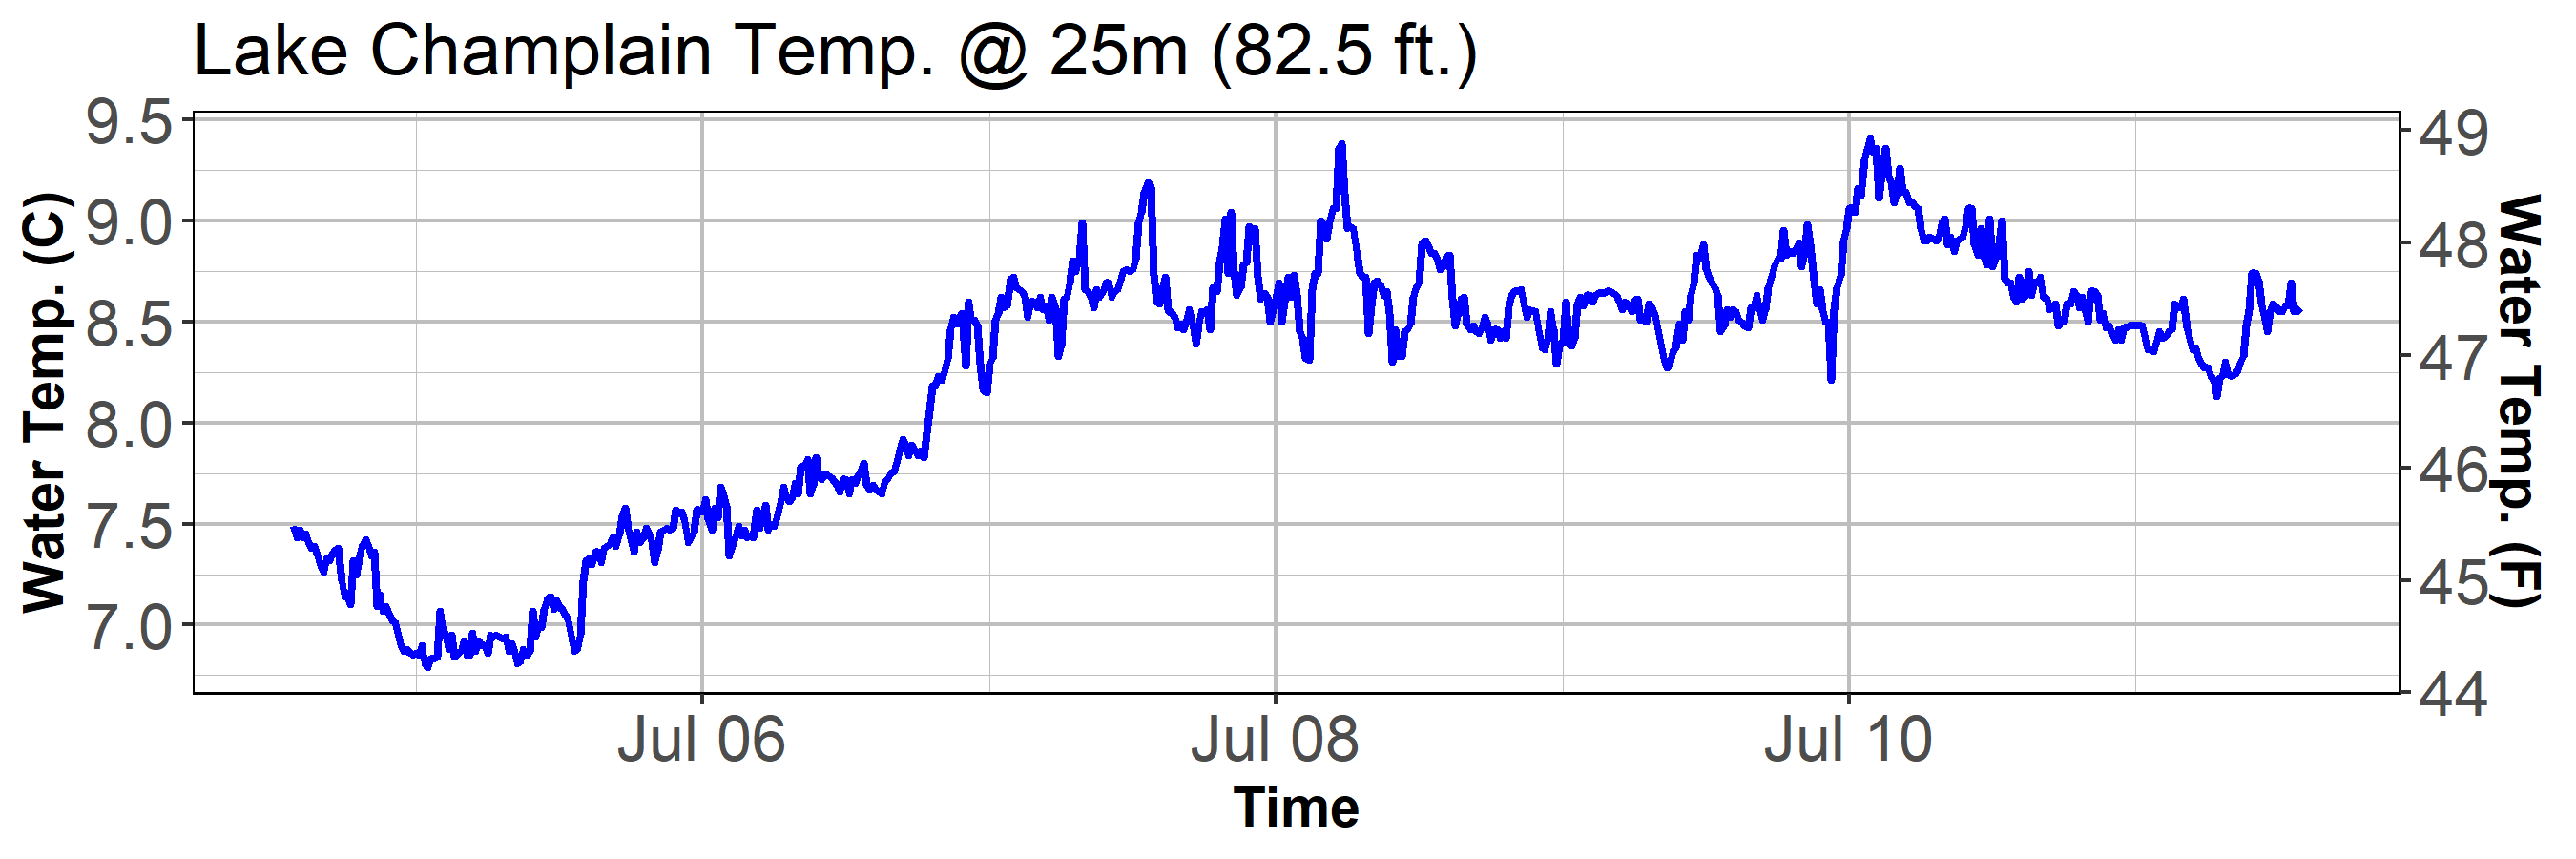 Lake Champlain Temp. @ 25m (82.5 ft.)
Water Temp. (C)
9.5
9.0
8.5
8.0
7.5
7.0
49
48
47
46
45
44
Water Temp. (F)
Jul 06 Jul 08 Jul 10
Time